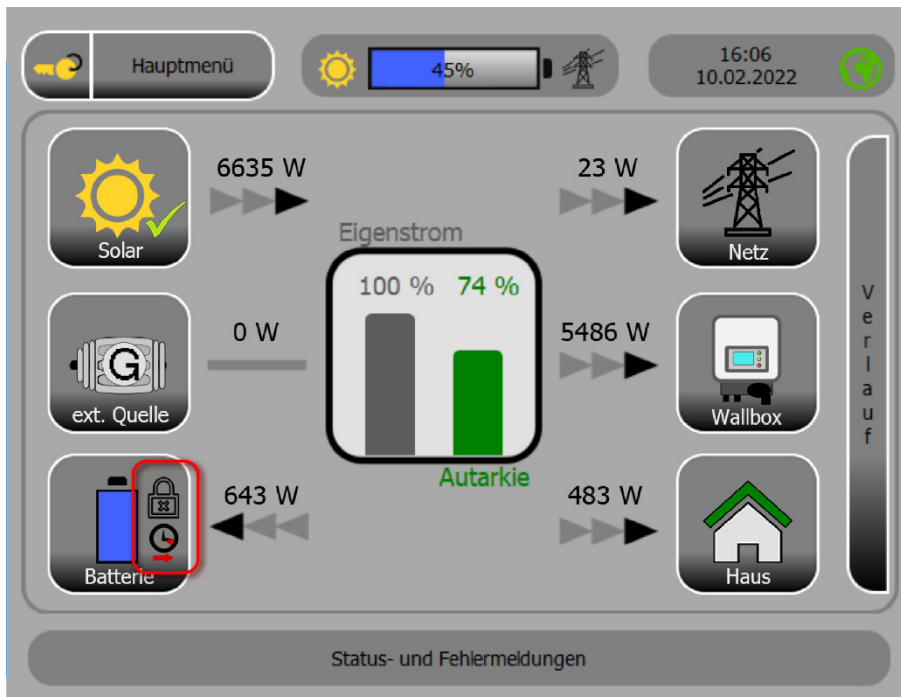 Hauptmenü
45%
16:06
10.02.2022
6635 W
23 W
Solar
Eigenstrom
Netz
100 % 74 %
0 W
5486 W
G
ext. Quelle
Wallbox
Verlauf
Autarkie
643 W
483 W
Batterie
Haus
Status- und Fehlermeldungen